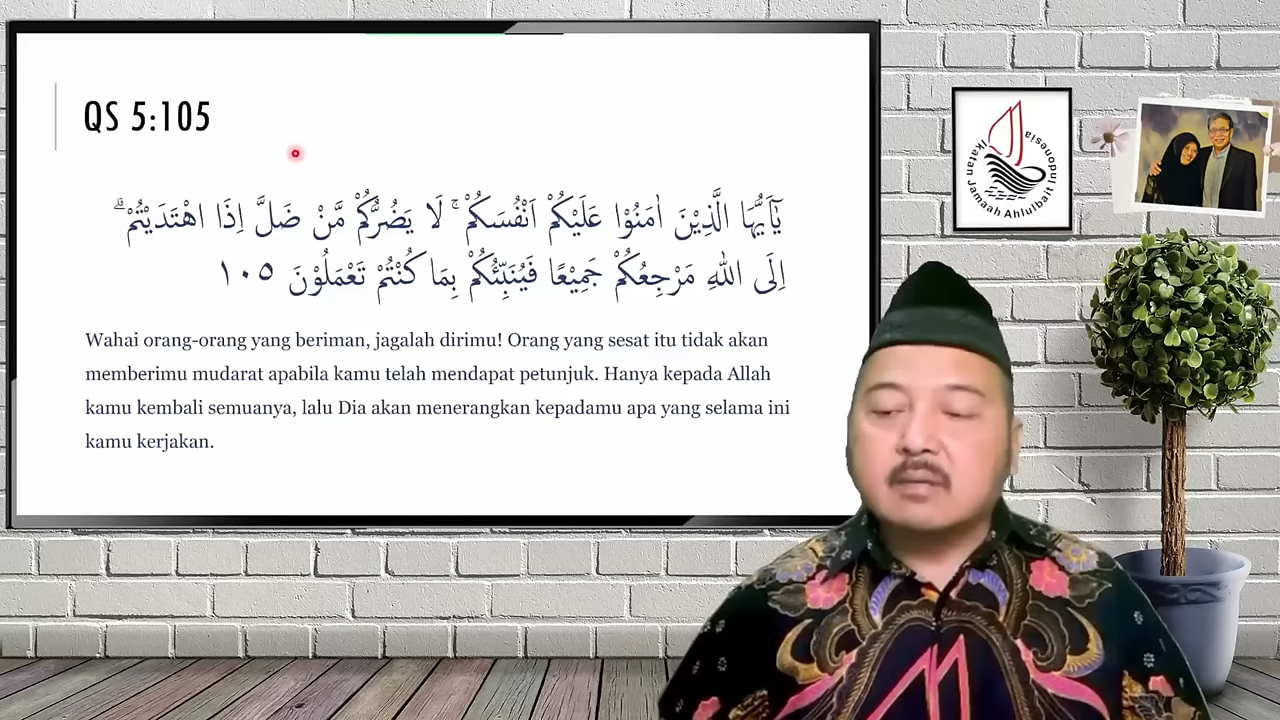 QS 5:105
يٰٓاَيُّهَا الَّذِيْنَ اٰمَنُوْا عَلَيْكُمْ اَنْفُسَكُمْ ۚ لَا يَضُرُّكُمْ مَّنْ ضَلَّ اِذَا اهْتَدَيْتُمْ ۗ
اِلَى اللّٰهِ مَرْجِعُكُمْ جَمِيْعًا فَيُنَبِّئُكُمْ بِمَا كُنْتُمْ تَعْمَلُوْنَ ١٠٥
Wahai orang-orang yang beriman, jagalah dirimu! Orang yang sesat itu tidak akan
memberimu mudarat apabila kamu telah mendapat petunjuk. Hanya kepada Allah
kamu kembali semuanya, lalu Dia akan menerangkan kepadamu apa yang selama ini
kamu kerjakan.
Ikatan Jamaah Ahlulbait Indonesia